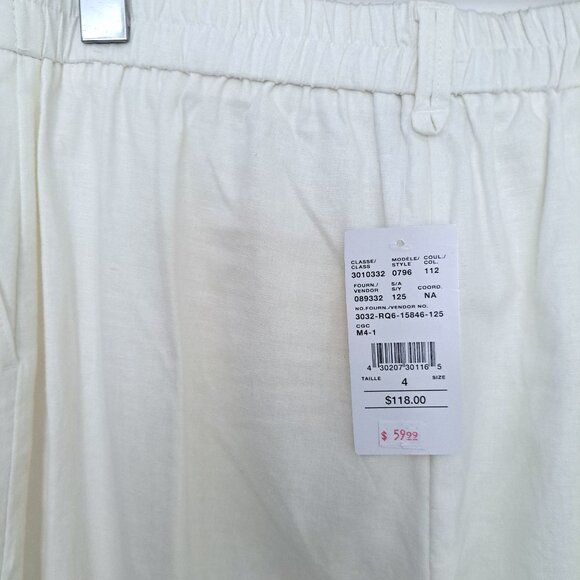 CLASSE/ MODÈLE/ COUL./
CLASS STYLE COL.
3010332 0796 112
FOURN./ S/A
VENDOR S/Y COORD.
089332 125 NA
NO.FOURN./VENDOR NO.
3032-RQ6-15846-125
CGC
M4-1
4 30207 30116 5
TAILLE 4 SIZE
$118.00
$ 59.99